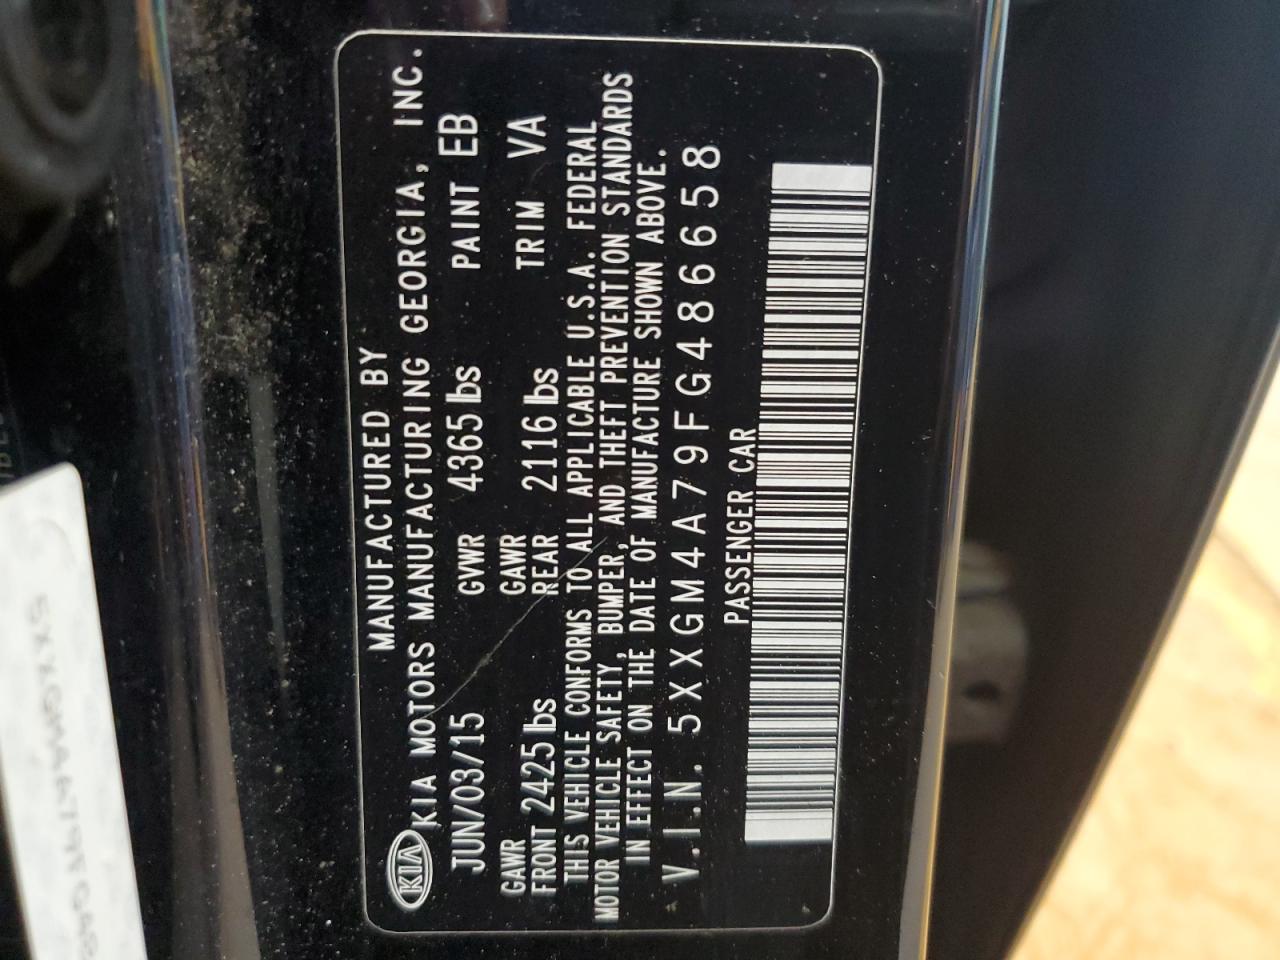 KIA
MANUFACTURED BY
KIA MOTORS MANUFACTURING GEORGIA, INC.
JUN/03/15 GVWR 4365 lbs PAINT EB
GAWR FRONT 2425 lbs GAWR REAR 2116 lbs TRIM VA
THIS VEHICLE CONFORMS TO ALL APPLICABLE U.S.A. FEDERAL
MOTOR VEHICLE SAFETY, BUMPER, AND THEFT PREVENTION STANDARDS
IN EFFECT ON THE DATE OF MANUFACTURE SHOWN ABOVE.
V.I.N. 5XXGM4A79FG486658
PASSENGER CAR
5XXGM4A79FG48